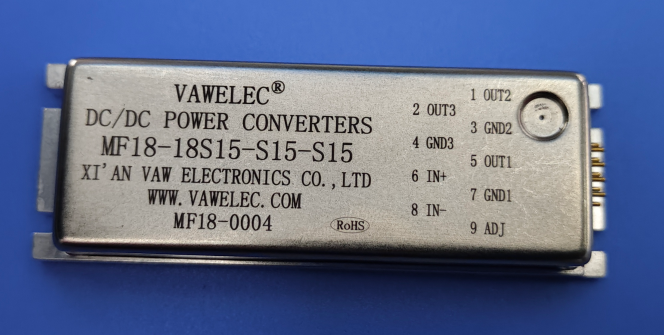 VAWELEC®
DC/DC POWER CONVERTERS
MF18-18S15-S15-S15
XI'AN VAW ELECTRONICS CO.,LTD
WWW.VAWELEC.COM
MF18-0004
RoHS
1 OUT2
2 OUT3
3 GND2
4 GND3
5 OUT1
6 IN+
7 GND1
8 IN-
9 ADJ